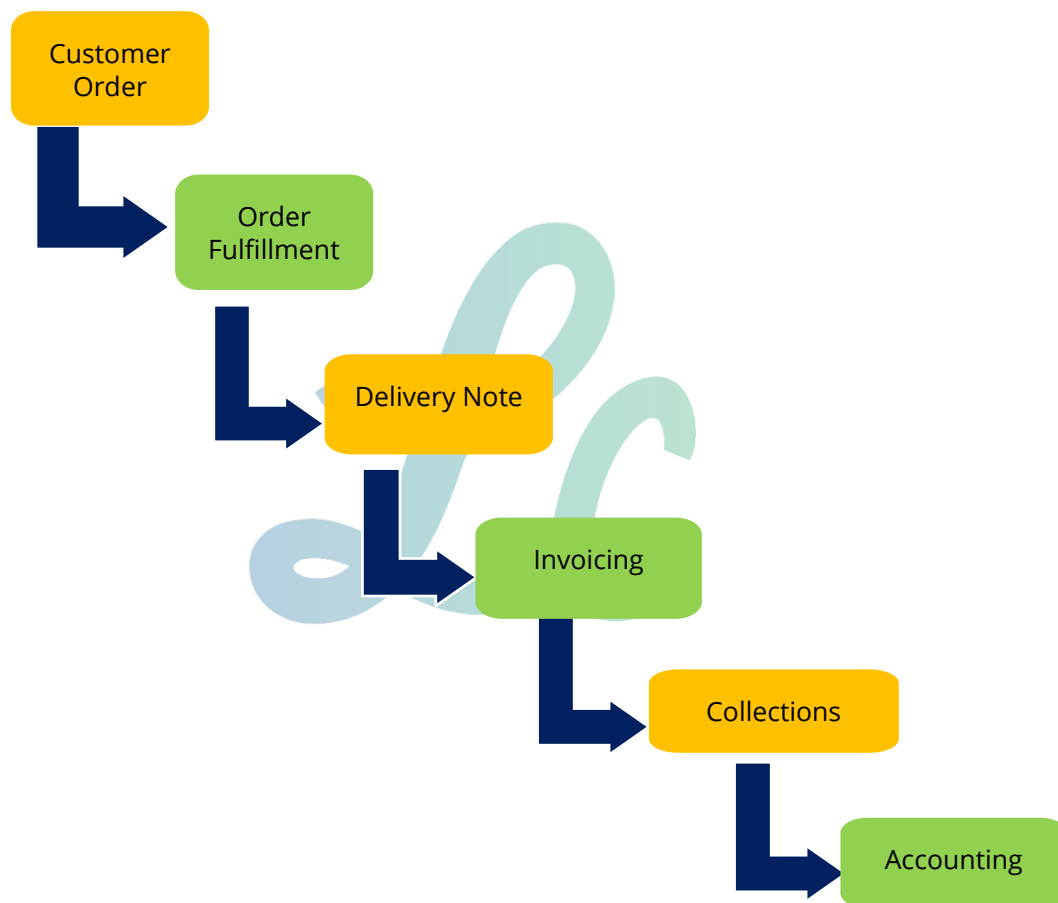 Customer
Order
Order
Fulfillment
Delivery Note
Invoicing
Collections
Accounting